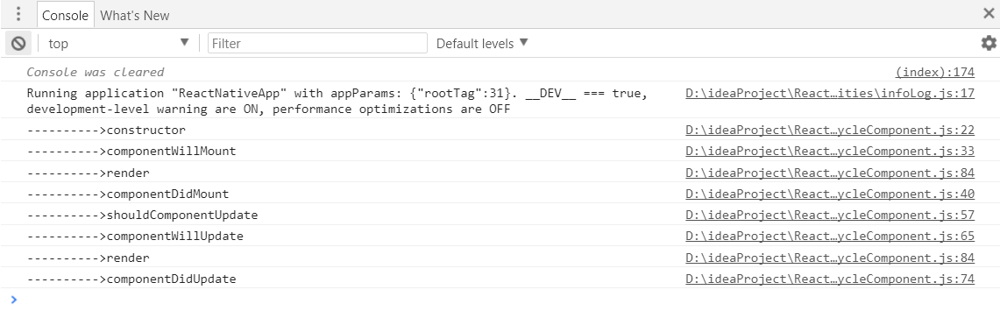 Console What's New
top Filter Default levels
Console was cleared (index):174
Running application "ReactNativeApp" with appParams: {"rootTag":31}. __DEV__ === true, D:\ideaProject\React…ities\infoLog.js:17
development-level warning are ON, performance optimizations are OFF
---------->constructor D:\ideaProject\React…ycleComponent.js:22
---------->componentWillMount D:\ideaProject\React…ycleComponent.js:33
---------->render D:\ideaProject\React…ycleComponent.js:84
---------->componentDidMount D:\ideaProject\React…ycleComponent.js:40
---------->shouldComponentUpdate D:\ideaProject\React…ycleComponent.js:57
---------->componentWillUpdate D:\ideaProject\React…ycleComponent.js:65
---------->render D:\ideaProject\React…ycleComponent.js:84
---------->componentDidUpdate D:\ideaProject\React…ycleComponent.js:74